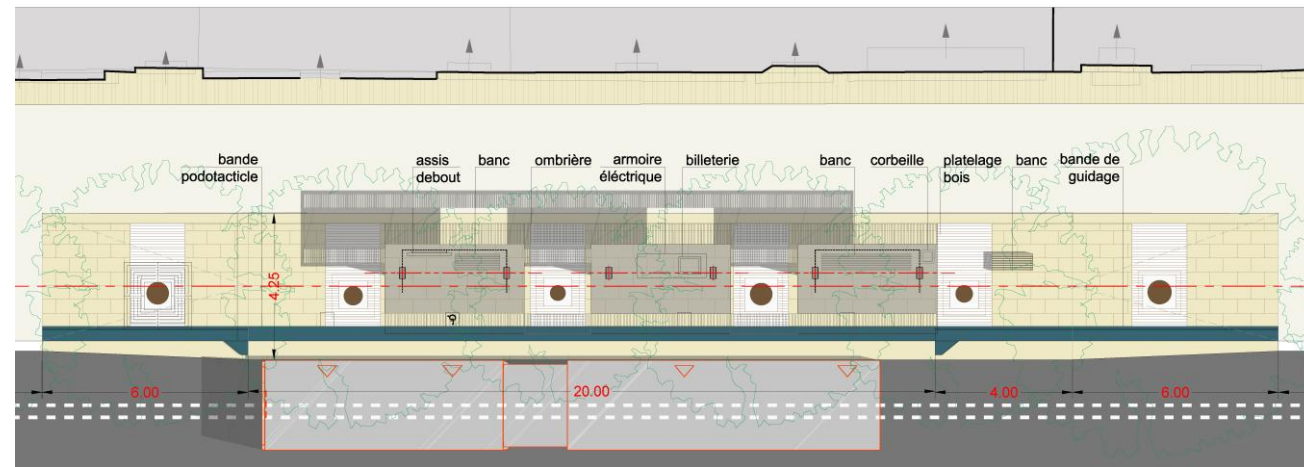 bande
podotacticle
assis
debout
banc
ombrière
armoire
éléctrique
billeterie
banc
corbeille
platelage
bois
banc
bande de
guidage
4.25
6.00
20.00
4.00
6.00